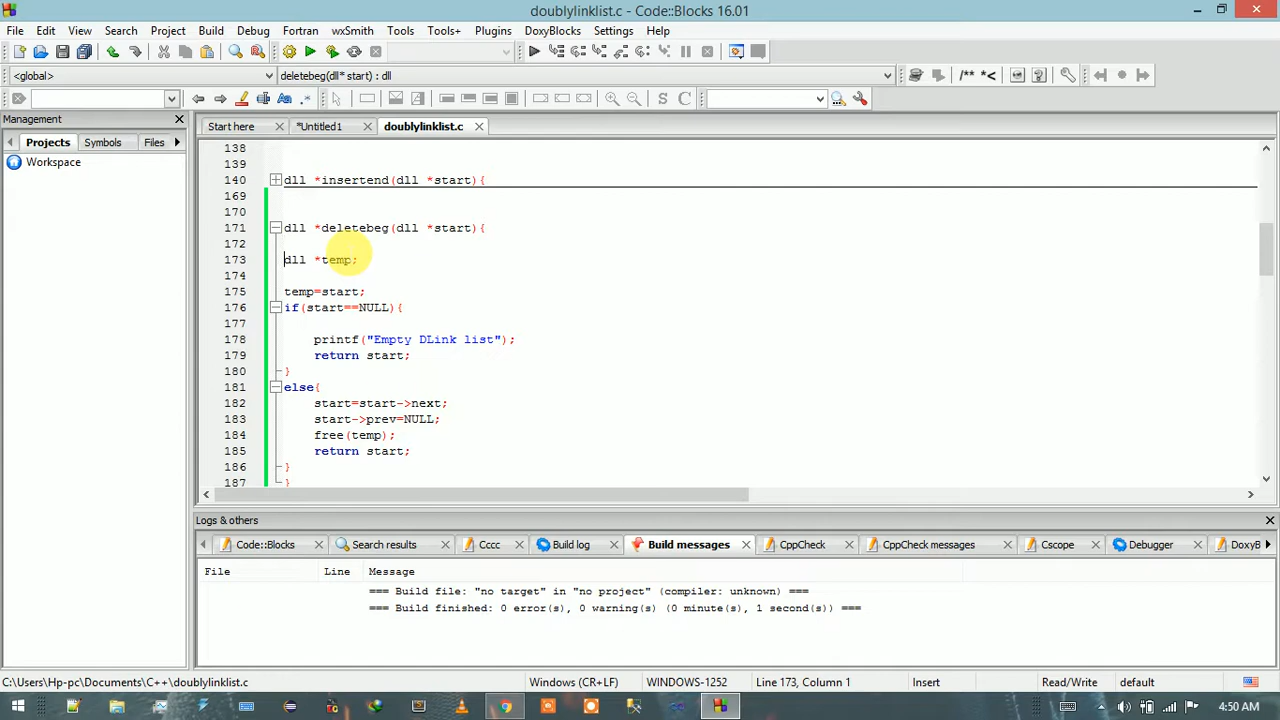 doublylinklist.c - Code::Blocks 16.01
File Edit View Search Project Build Debug Fortran wxSmith Tools Tools+ Plugins DoxyBlocks Settings Help
<global> deletebeg(dll* start) : dll
/** *<
Aa .* S C
Management
Projects Symbols Files
Workspace
Start here *Untitled1 doublylinklist.c
138
139
140 dll *insertend(dll *start){
169
170
171 dll *deletebeg(dll *start){
172
173 dll *temp;
174
175 temp=start;
176 if(start==NULL){
177
178 printf("Empty DLink list");
179 return start;
180 }
181 else{
182 start=start->next;
183 start->prev=NULL;
184 free(temp);
185 return start;
186 }
187 }
Logs & others
Code::Blocks Search results Cccc Build log Build messages CppCheck CppCheck messages Cscope Debugger DoxyB
File Line Message
=== Build file: "no target" in "no project" (compiler: unknown) ===
=== Build finished: 0 error(s), 0 warning(s) (0 minute(s), 1 second(s)) ===
C:\Users\Hp-pc\Documents\C++\doublylinklist.c Windows (CR+LF) WINDOWS-1252 Line 173, Column 1 Insert Read/Write default
4:50 AM